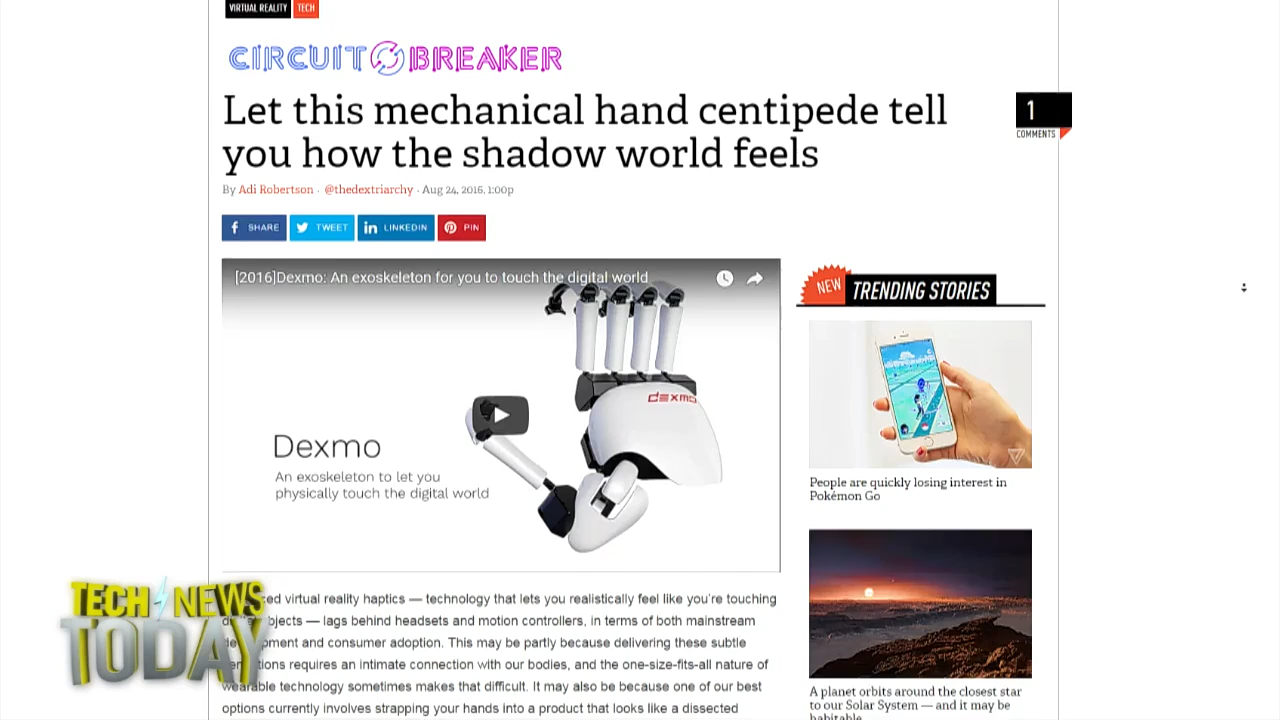 VIRTUAL REALITY TECH
CIRCUIT BREAKER
Let this mechanical hand centipede tell
you how the shadow world feels
1
COMMENTS
By Adi Robertson · @thedextriarchy · Aug 24, 2016, 1:00p
SHARE TWEET LINKEDIN PIN
[2016]Dexmo: An exoskeleton for you to touch the digital world
dexmo
Dexmo
An exoskeleton to let you
physically touch the digital world
NEW TRENDING STORIES
People are quickly losing interest in
Pokémon Go
A planet orbits around the closest star
to our Solar System — and it may be
habitable
virtual reality haptics — technology that lets you realistically feel like you're touching
— lags behind headsets and motion controllers, in terms of both mainstream
and consumer adoption. This may be partly because delivering these subtle
requires an intimate connection with our bodies, and the one-size-fits-all nature of
wearable technology sometimes makes that difficult. It may also be because one of our best
options currently involves strapping your hands into a product that looks like a dissected
TECH NEWS
TODAY